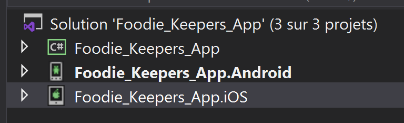 Solution 'Foodie_Keepers_App' (3 sur 3 projets)
C# Foodie_Keepers_App
Foodie_Keepers_App.Android
Foodie_Keepers_App.iOS